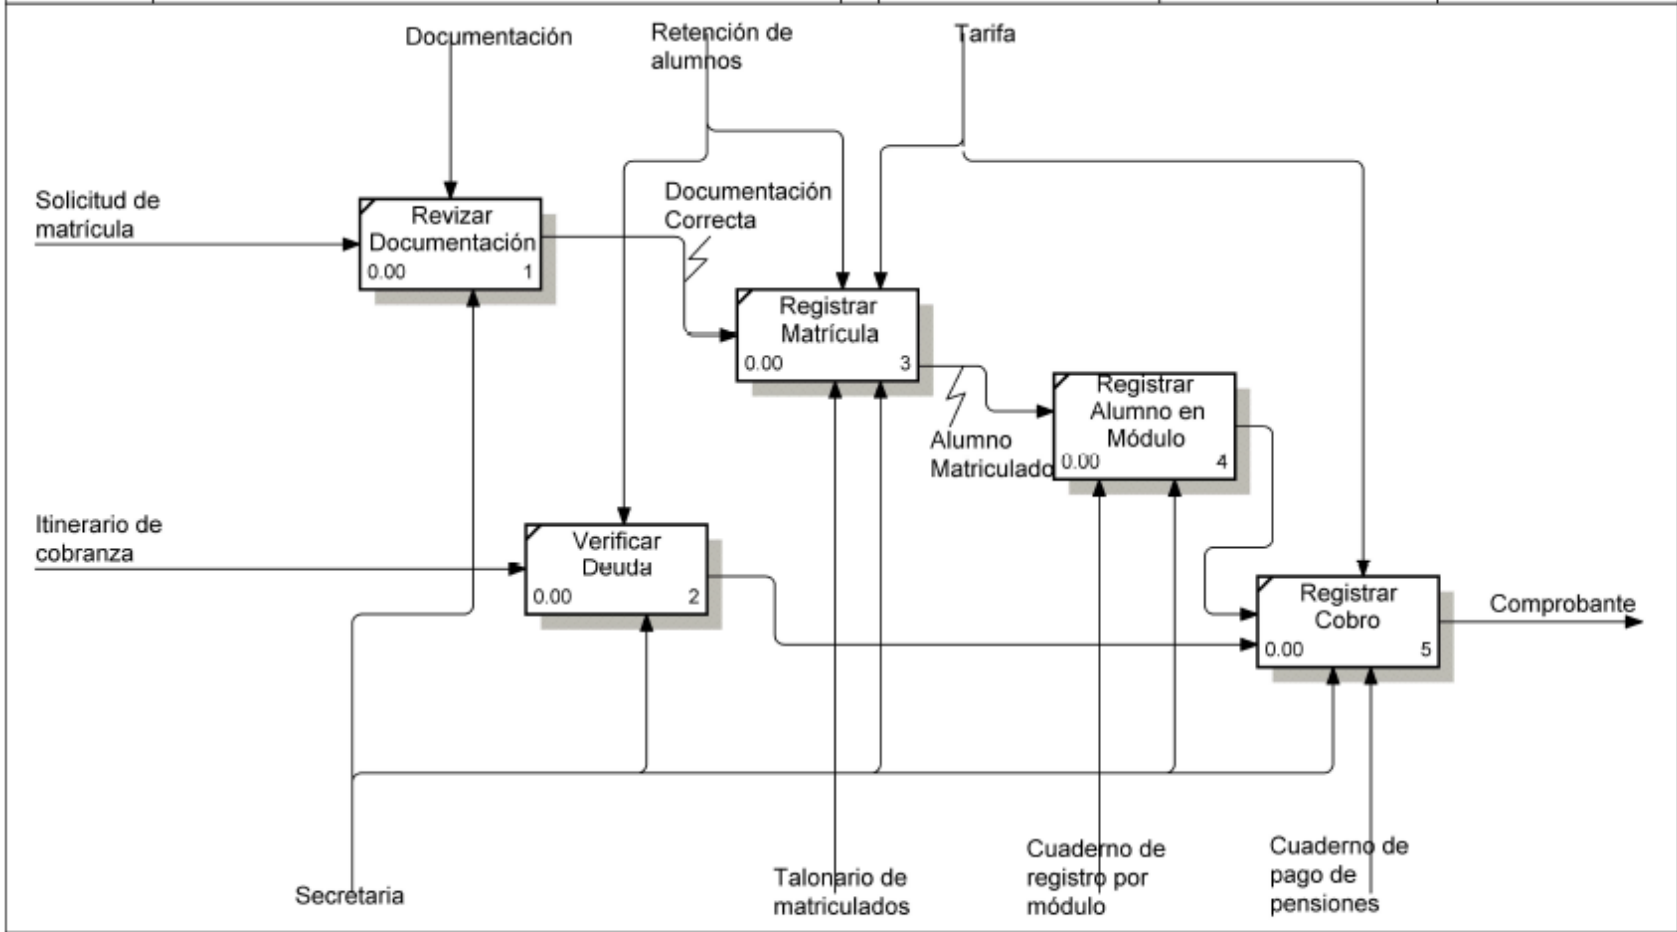 Documentación
Retención de
alumnos
Tarifa
Solicitud de
matrícula
Revizar
Documentación
0.00 1
Documentación
Correcta
Registrar
Matrícula
0.00 3
Registrar
Alumno en
Módulo
0.00 4
Alumno
Matriculado
Itinerario de
cobranza
Verificar
Deuda
0.00 2
Registrar
Cobro
0.00 5
Comprobante
Secretaria
Talonario de
matriculados
Cuaderno de
registro por
módulo
Cuaderno de
pago de
pensiones